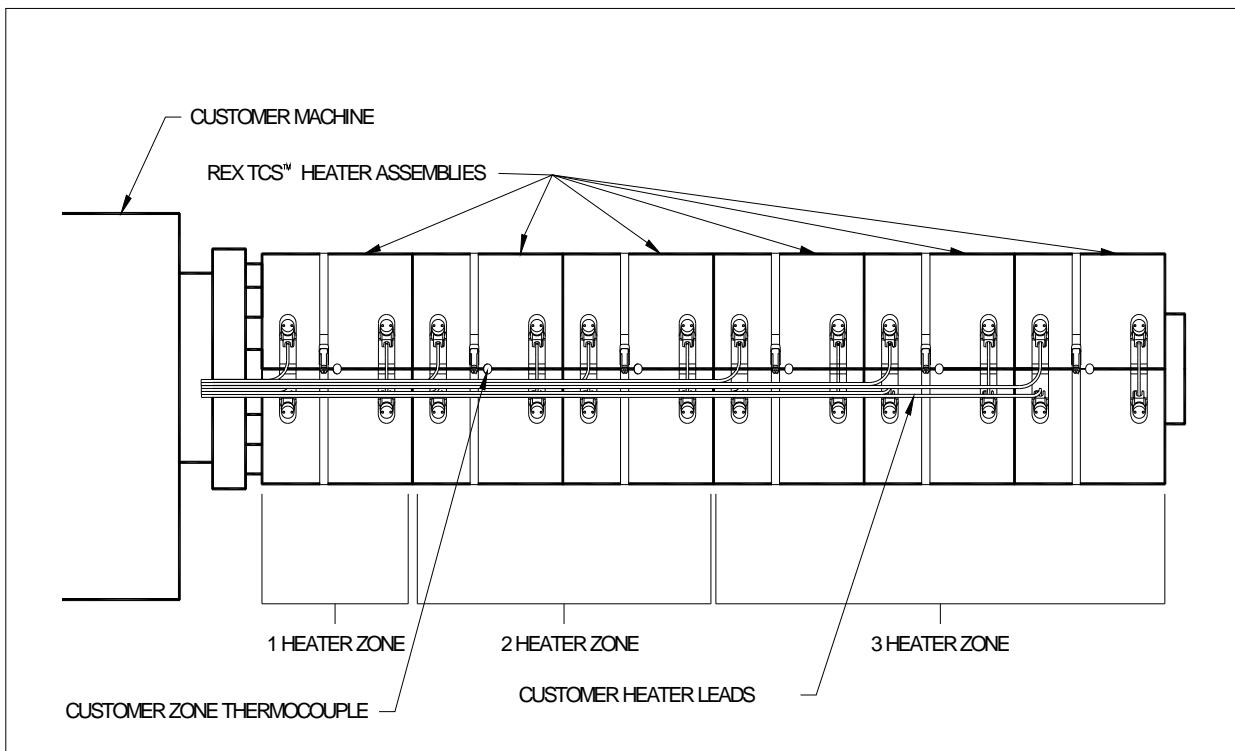 CUSTOMER MACHINE
REX TCS™ HEATER ASSEMBLIES
1 HEATER ZONE
2 HEATER ZONE
3 HEATER ZONE
CUSTOMER HEATER LEADS
CUSTOMER ZONE THERMOCOUPLE